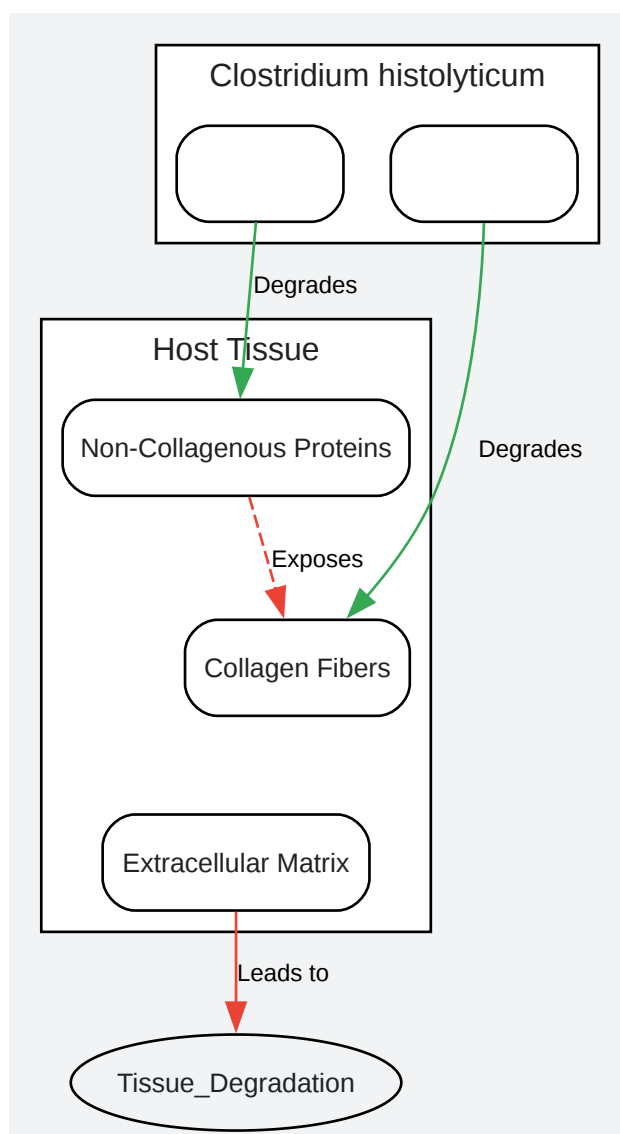 Clostridium histolyticum
Degrades
Host Tissue
Non-Collagenous Proteins
Degrades
Exposes
Collagen Fibers
Extracellular Matrix
Leads to
Tissue_Degradation